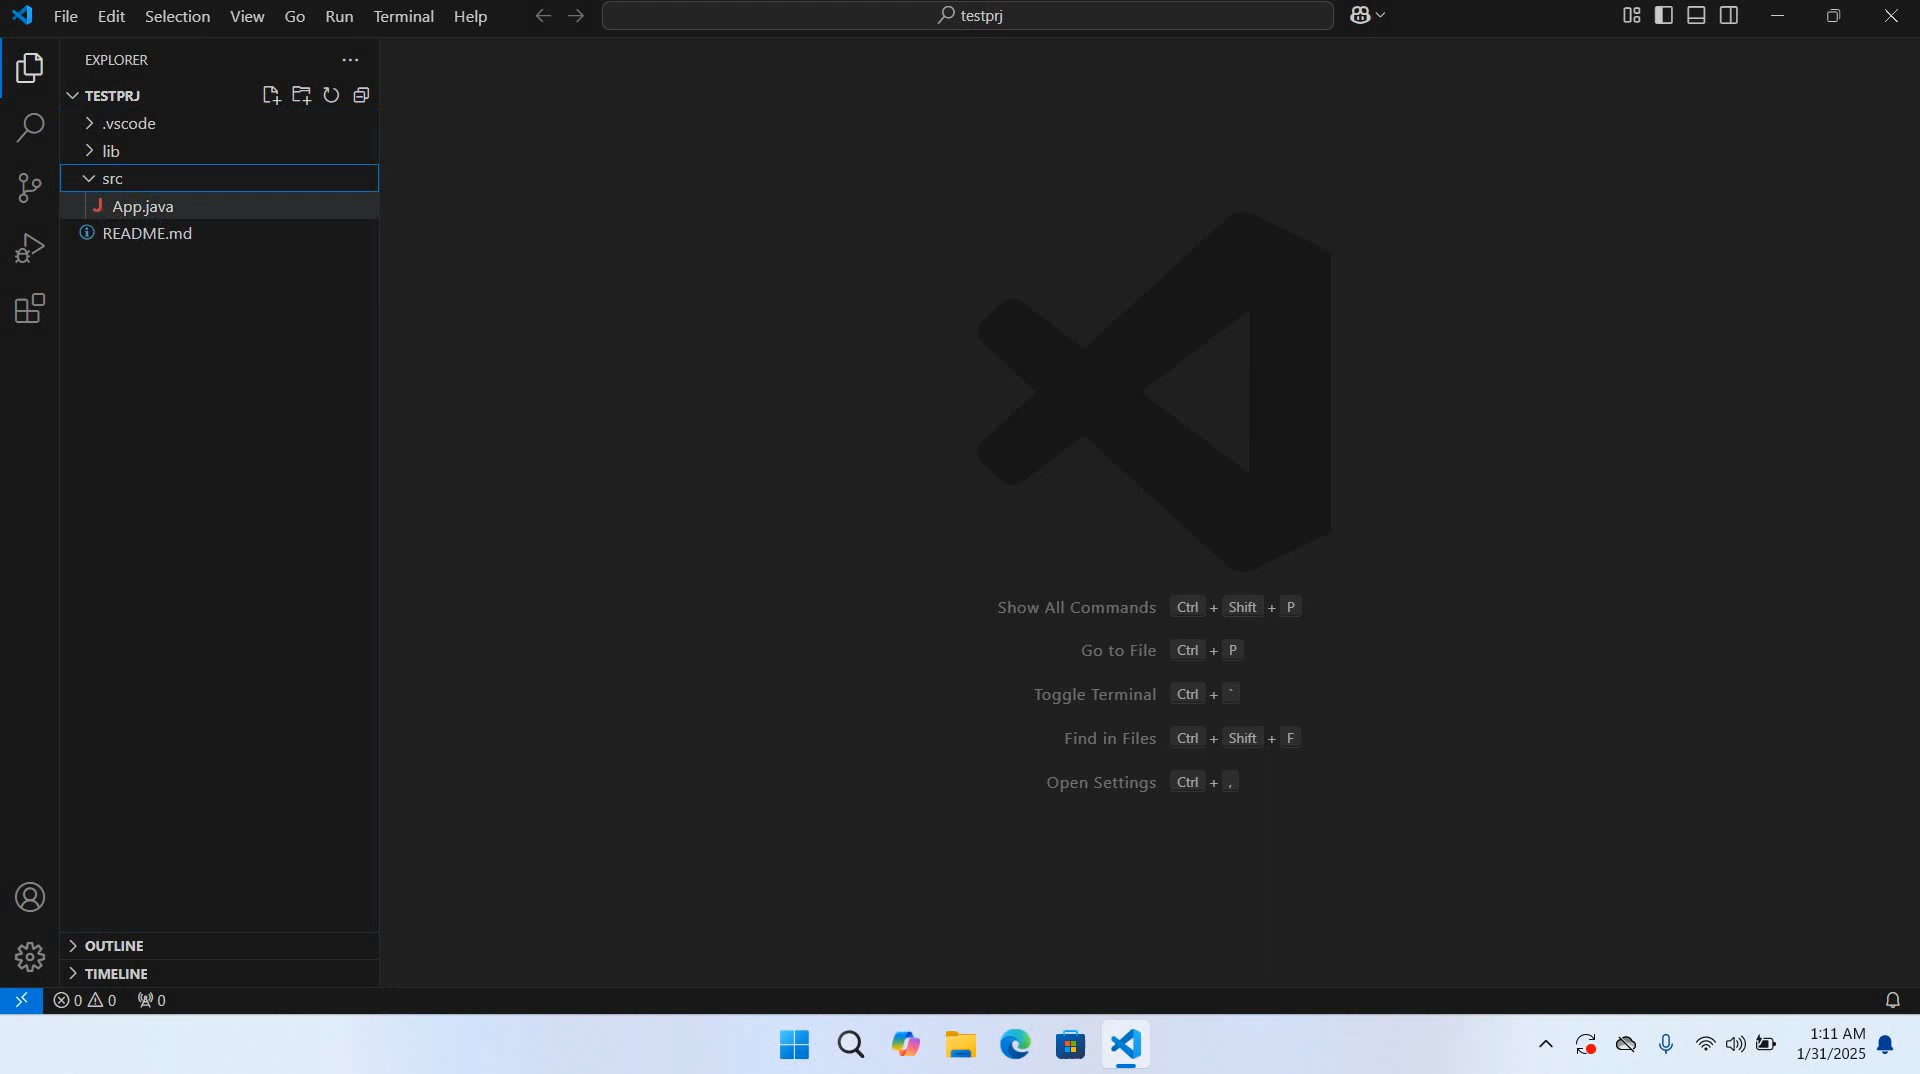 File Edit Selection View Go Run Terminal Help
testprj
EXPLORER
TESTPRJ
.vscode
lib
src
J App.java
README.md
Show All Commands Ctrl + Shift + P
Go to File Ctrl + P
Toggle Terminal Ctrl + `
Find in Files Ctrl + Shift + F
Open Settings Ctrl + ,
OUTLINE
TIMELINE
0 0 0
1:11 AM
1/31/2025